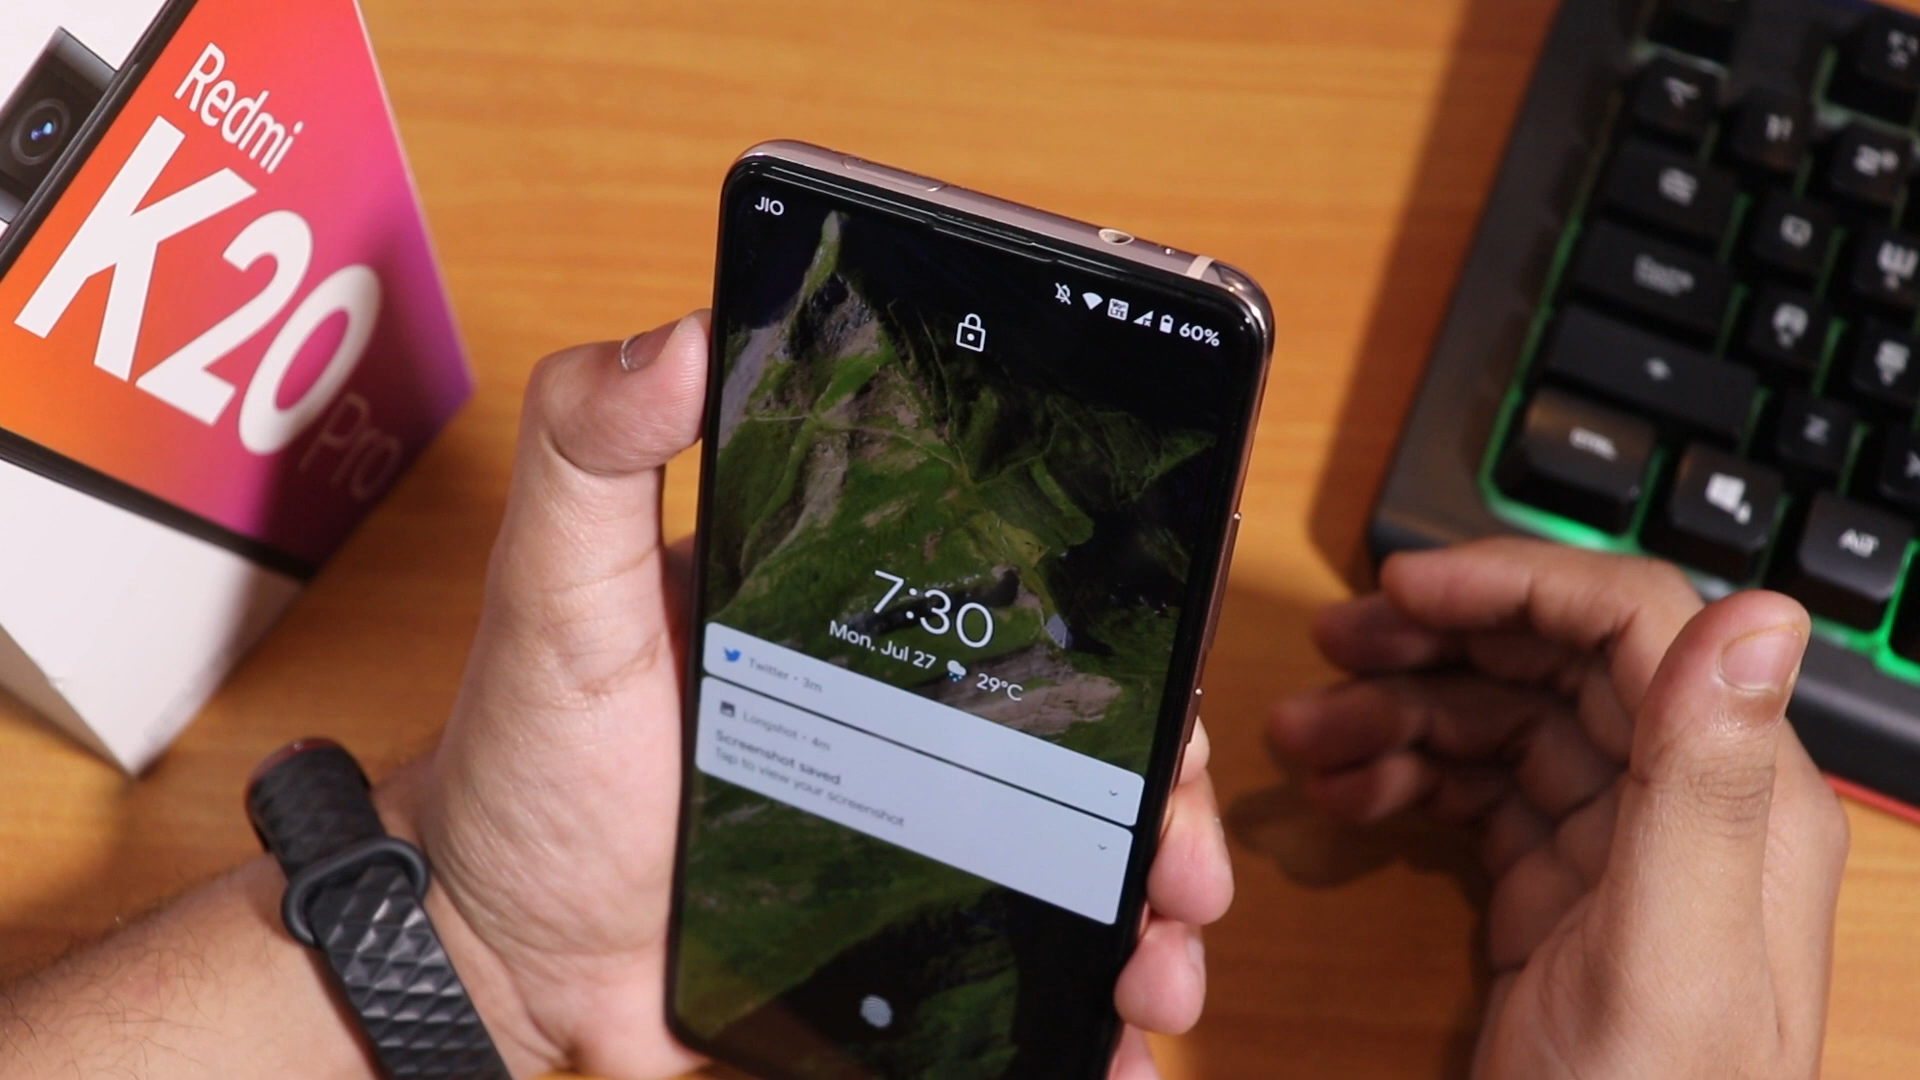 Redmi
K20
Pro
JIO
60%
7:30
Mon, Jul 27 29°C
Twitter • 3m
Longshot • 4m
Screenshot saved
Tap to view your screenshot
CTRL
Z
Alt